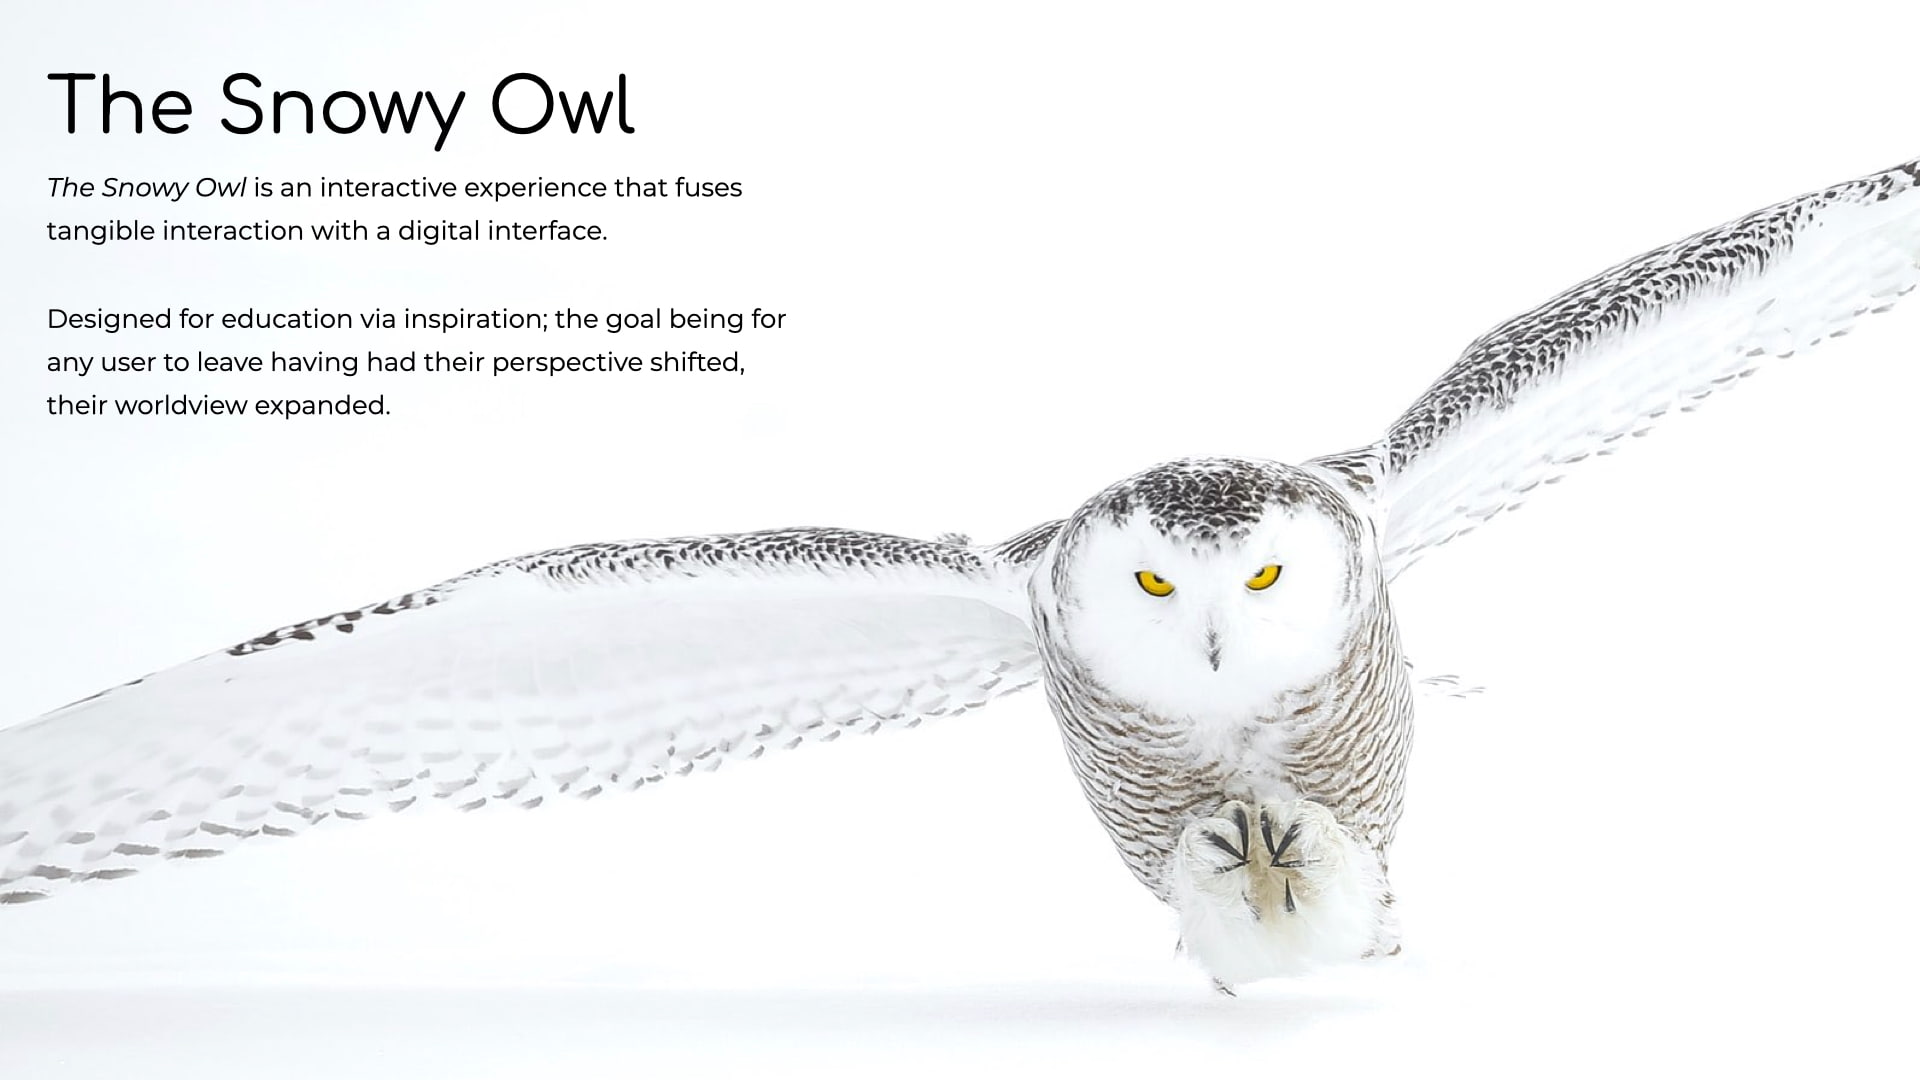 The Snowy Owl
The Snowy Owl is an interactive experience that fuses
tangible interaction with a digital interface.
Designed for education via inspiration; the goal being for
any user to leave having had their perspective shifted,
their worldview expanded.